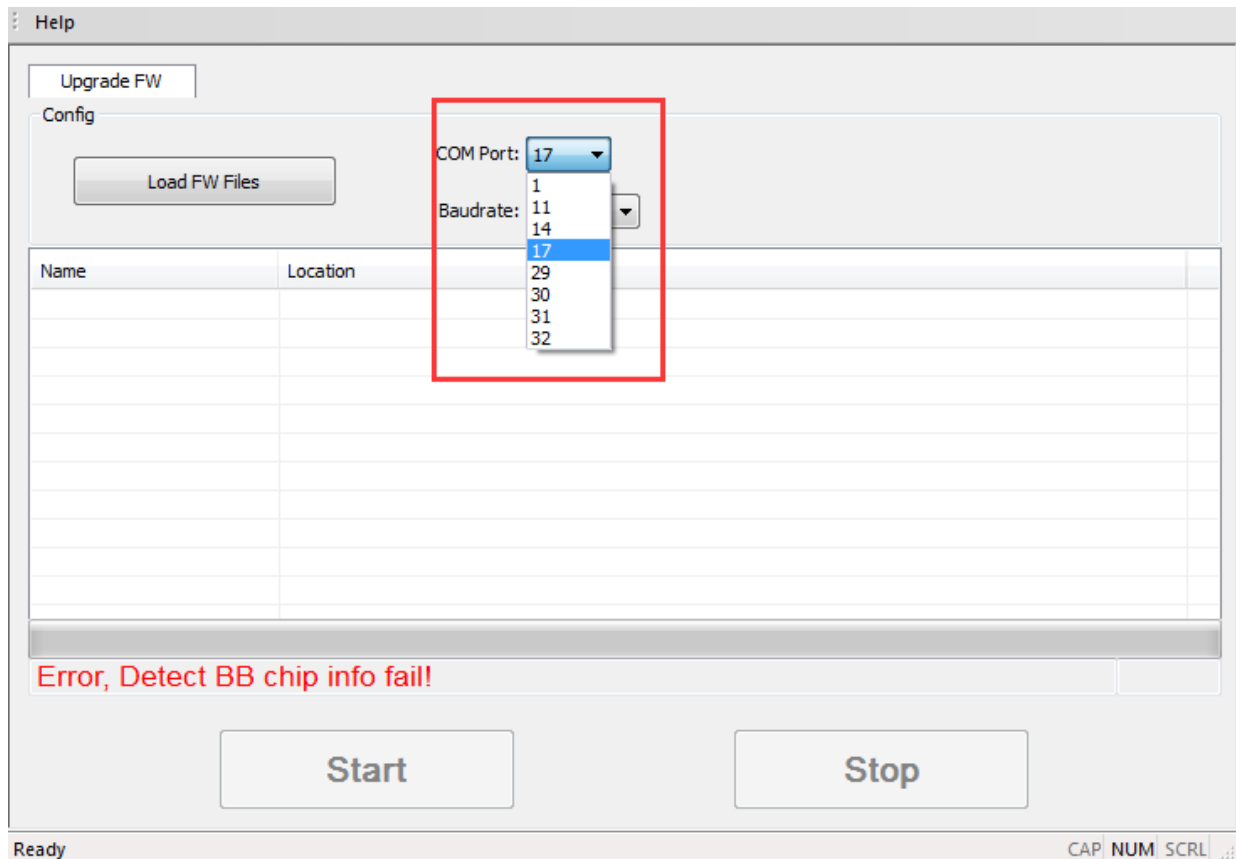 Help
Upgrade FW
Config
Load FW Files
COM Port: 17
Baudrate:
1
11
14
17
29
30
31
32
Name Location
Error, Detect BB chip info fail!
Start Stop
Ready CAP NUM SCRL